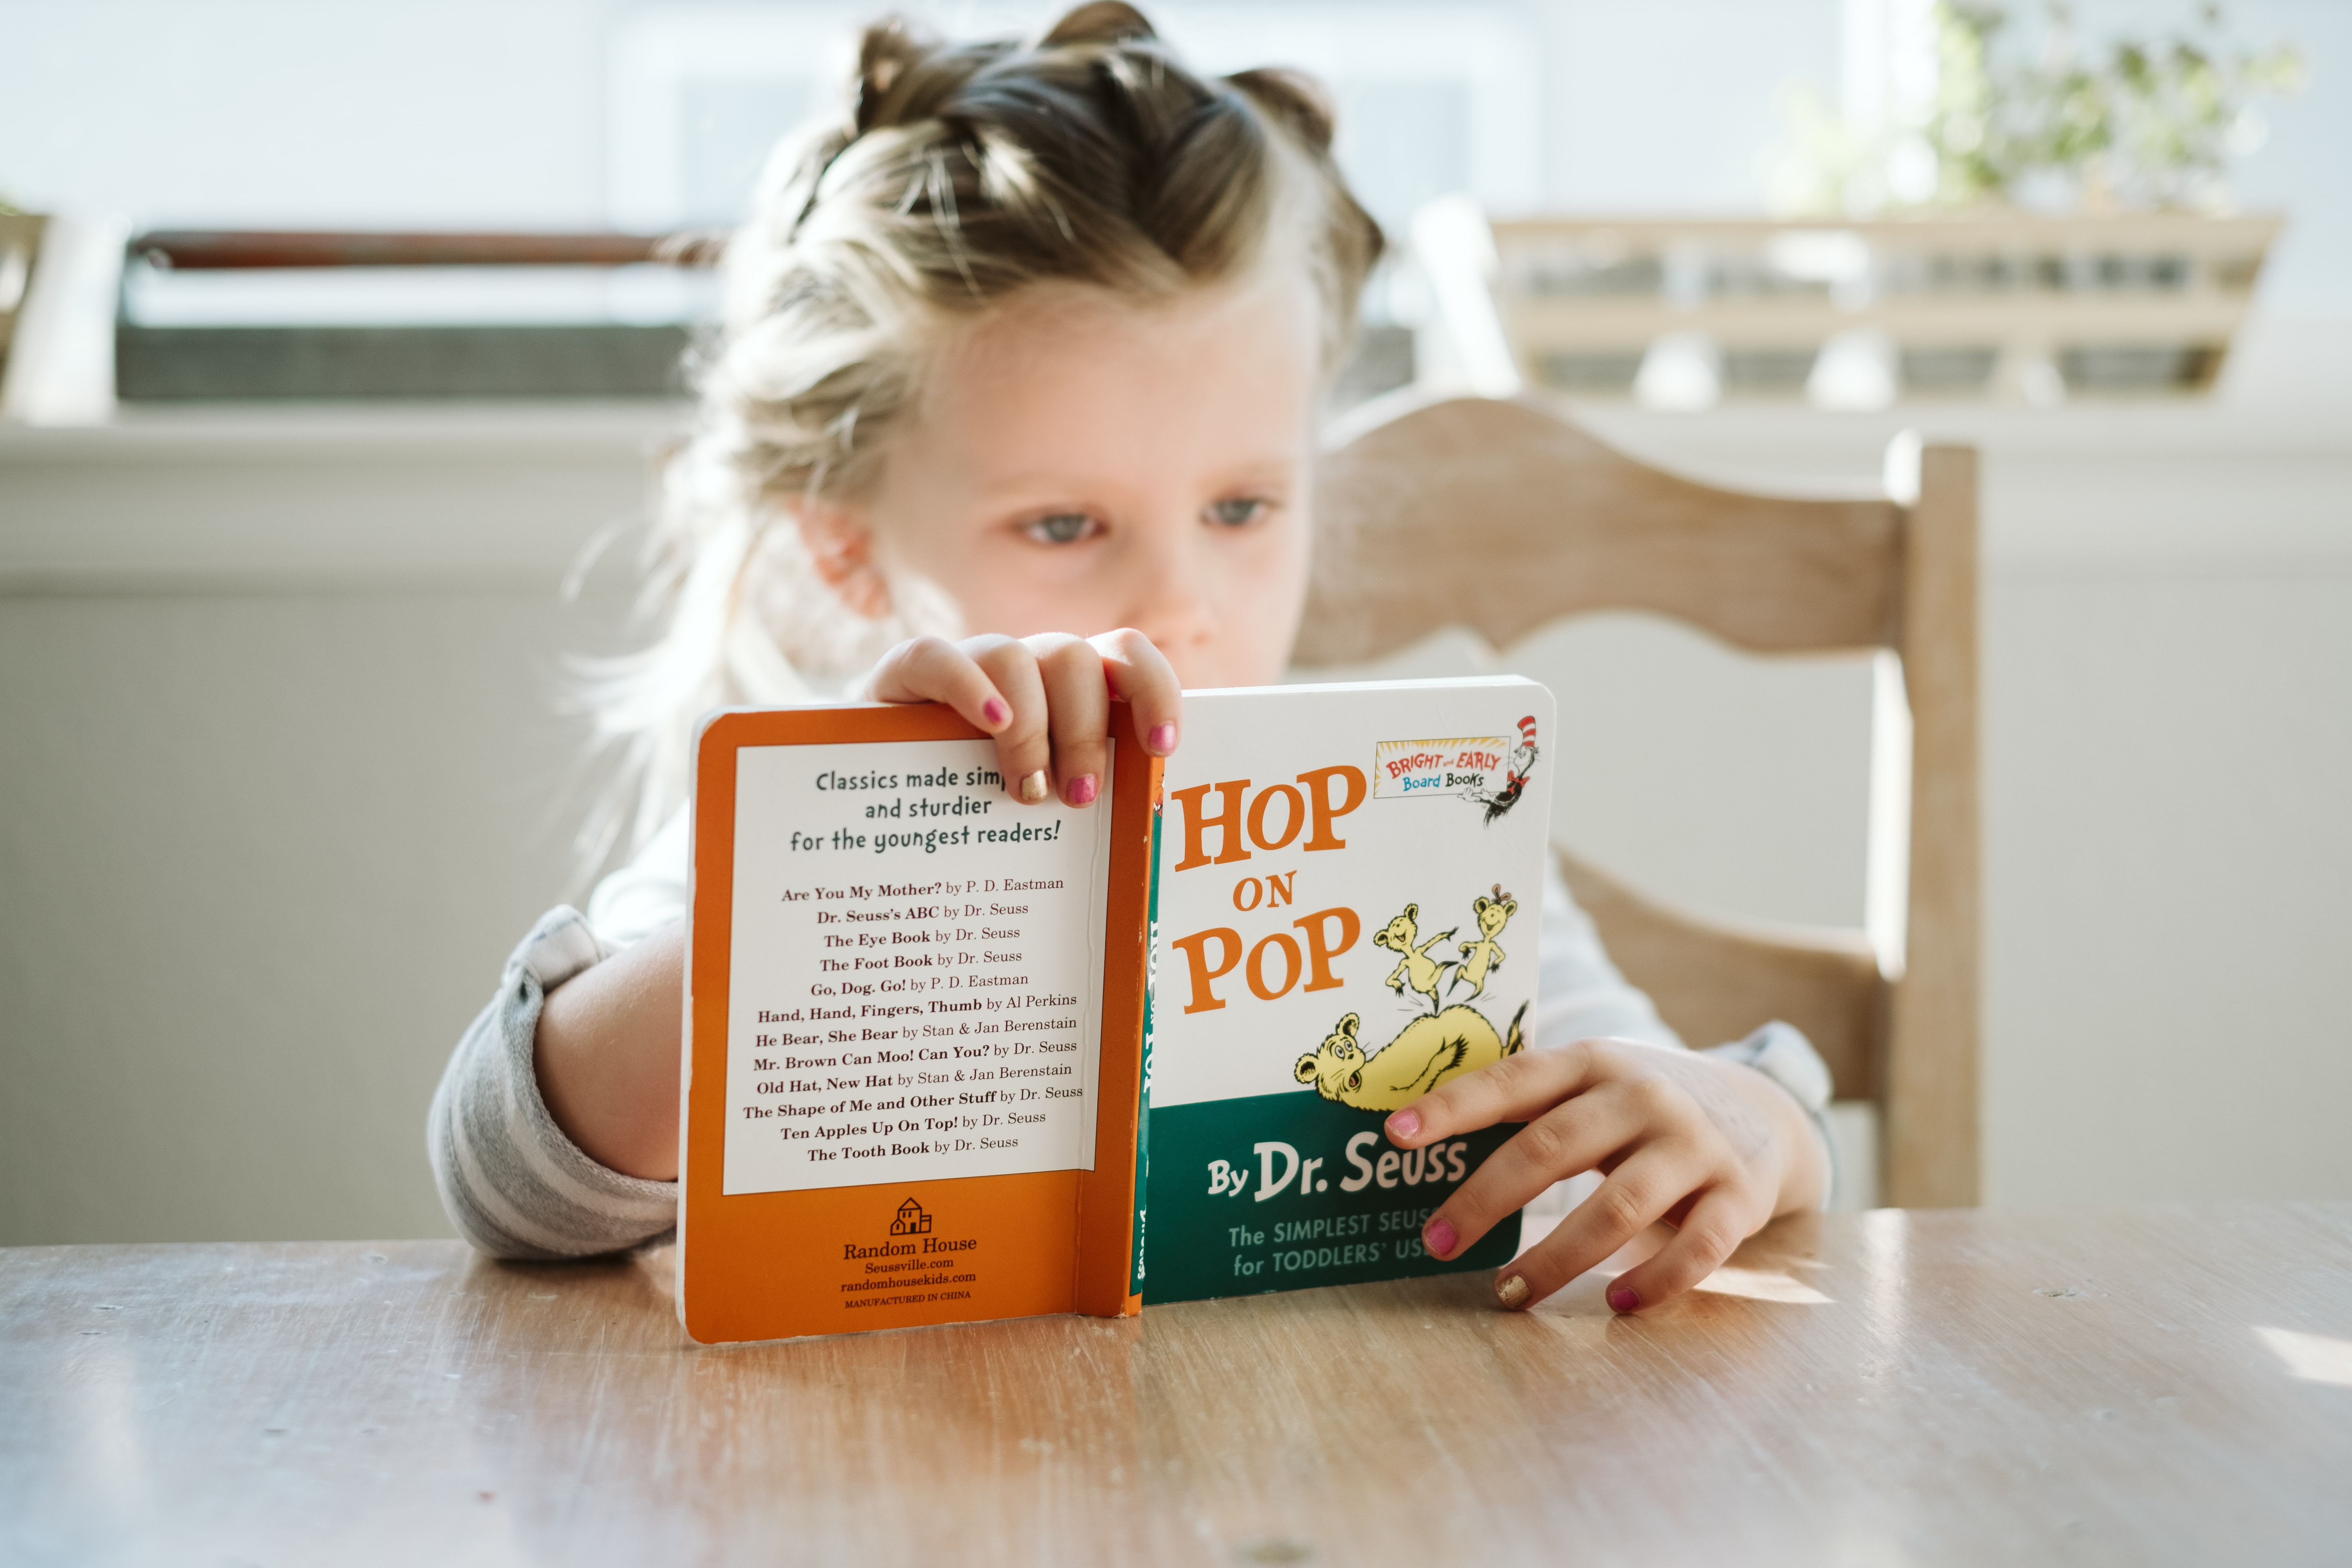 Classics made
and sturdier
for the youngest readers!
Are You My Mother? by P. D. Eastman
Dr. Seuss's ABC by Dr. Seuss
The Eye Book by Dr. Seuss
The Foot Book by Dr. Seuss
Go, Dog. Go! by P. D. Eastman
Hand, Hand, Fingers, Thumb by Al Perkins
He Bear, She Bear by Stan & Jan Berenstain
Mr. Brown Can Moo! Can You? by Dr. Seuss
Old Hat, New Hat by Stan & Jan Berenstain
The Shape of Me and Other Stuff by Dr. Seuss
Ten Apples Up On Top! by Dr. Seuss
The Tooth Book by Dr. Seuss
Random House
Seussville.com
randomhousekids.com
MANUFACTURED IN CHINA
BRIGHT and EARLY
Board Books
HOP
ON
POP
By Dr. Seuss
The SIMPLEST
for TODDLERS'